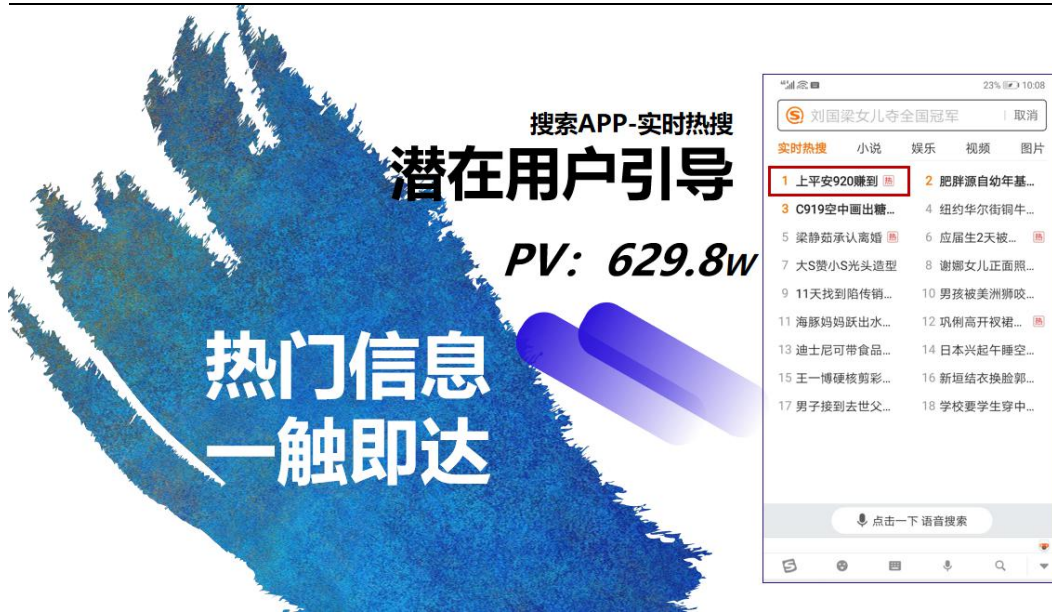 搜索APP-实时热搜
潜在用户引导
PV：629.8W
热门信息
一触即达
23% 10:08
刘国梁女儿夺全国冠军 取消
实时热搜 小说 娱乐 视频 图片
1 上平安920赚到 热 2 肥胖源自幼年基...
3 C919空中画出糖... 4 纽约华尔街铜牛...
5 梁静茹承认离婚 热 6 应届生2天被... 热
7 大S赞小S光头造型 8 谢娜女儿正面照...
9 11天找到陷传销... 10 男孩被美洲狮咬...
11 海豚妈妈跃出水... 12 巩俐高开衩裙... 热
13 迪士尼可带食品... 14 日本兴起午睡空...
15 王一博硬核剪彩... 16 新垣结衣换脸郭...
17 男子接到去世父... 18 学校要学生穿中...
点击一下 语音搜索